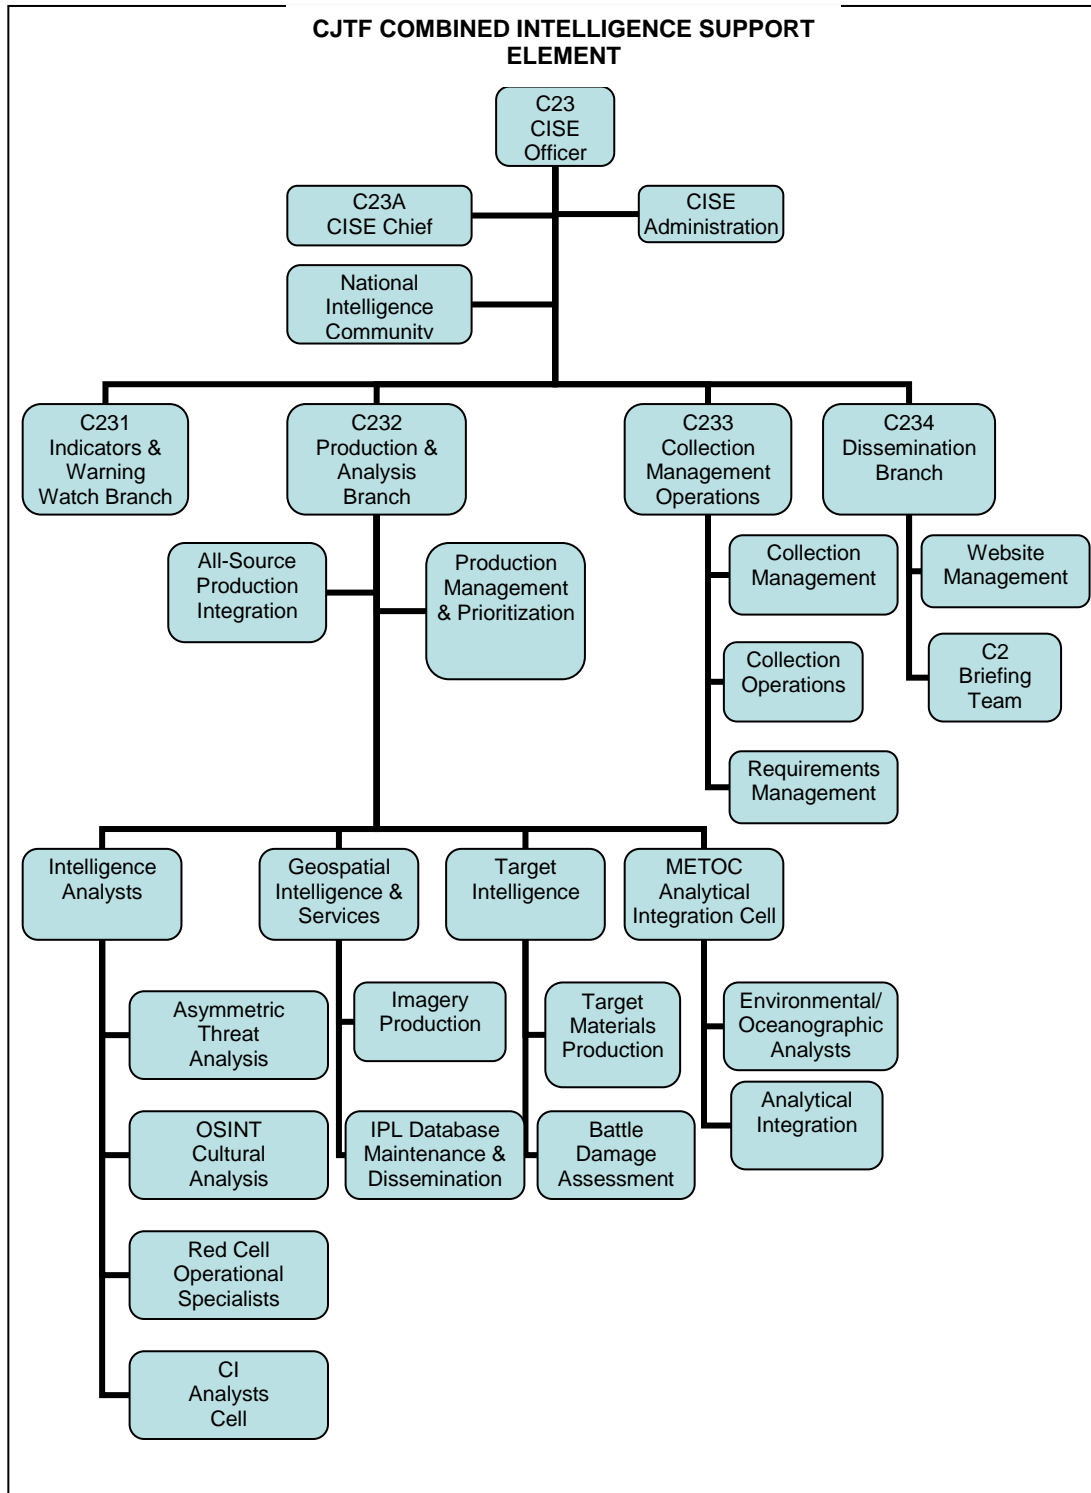 CJTF COMBINED INTELLIGENCE SUPPORT
ELEMENT
C23
CISE
Officer
C23A
CISE Chief
CISE
Administration
National
Intelligence
Community
C231
Indicators &
Warning
Watch Branch
C232
Production &
Analysis
Branch
C233
Collection
Management
Operations
C234
Dissemination
Branch
All-Source
Production
Integration
Production
Management
& Prioritization
Collection
Management
Website
Management
Collection
Operations
C2
Briefing
Team
Requirements
Management
Intelligence
Analysts
Geospatial
Intelligence &
Services
Target
Intelligence
METOC
Analytical
Integration Cell
Asymmetric
Threat
Analysis
Imagery
Production
Target
Materials
Production
Environmental/
Oceanographic
Analysts
OSINT
Cultural
Analysis
IPL Database
Maintenance &
Dissemination
Battle
Damage
Assessment
Analytical
Integration
Red Cell
Operational
Specialists
CI
Analysts
Cell